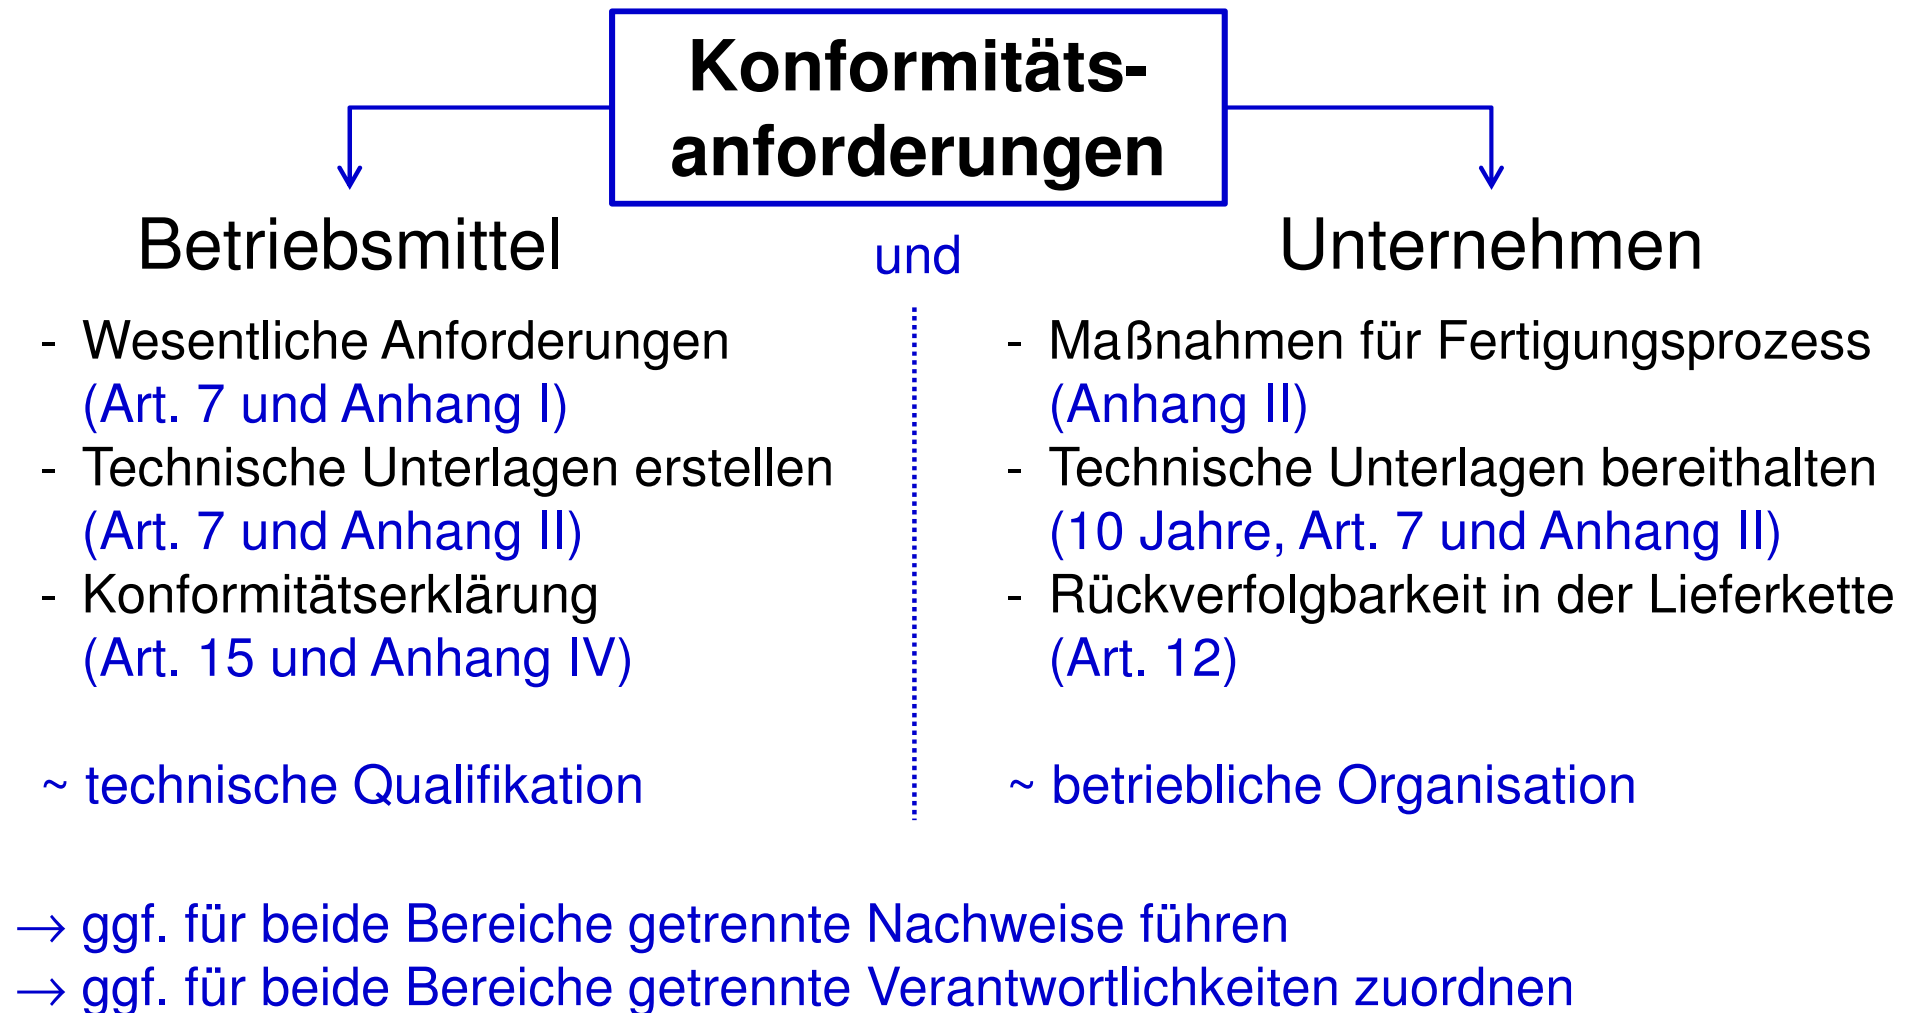 Konformitäts-
anforderungen
Betriebsmittel
und
Unternehmen
- Wesentliche Anforderungen
(Art. 7 und Anhang I)
- Technische Unterlagen erstellen
(Art. 7 und Anhang II)
- Konformitätserklärung
(Art. 15 und Anhang IV)
~ technische Qualifikation
- Maßnahmen für Fertigungsprozess
(Anhang II)
- Technische Unterlagen bereithalten
(10 Jahre, Art. 7 und Anhang II)
- Rückverfolgbarkeit in der Lieferkette
(Art. 12)
~ betriebliche Organisation
→ ggf. für beide Bereiche getrennte Nachweise führen
→ ggf. für beide Bereiche getrennte Verantwortlichkeiten zuordnen